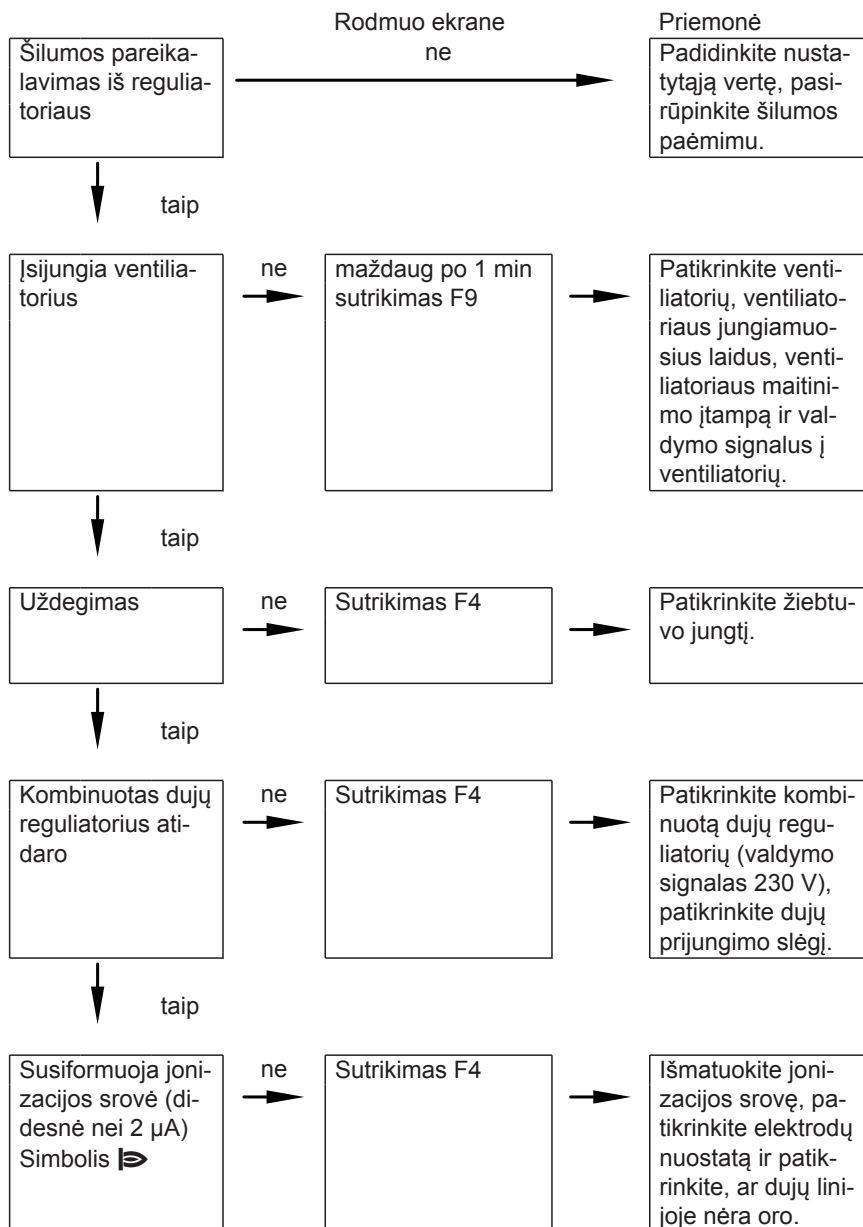 Rodmuo ekrane
Priemonė
Šilumos pareika-
lavimas iš regulia-
toriaus
ne
Padidinkite nusta-
tytąją vertę, pasi-
rūpinkite šilumos
paėmimu.
taip
Įsijungia ventilia-
torius
ne
maždaug po 1 min
sutrikimas F9
Patikrinkite venti-
liatorių, ventiliato-
riaus jungiamuo-
sius laidus, venti-
liatoriaus maitini-
mo įtampą ir val-
dymo signalus į
ventiliatorių.
taip
Uždegimas
ne
Sutrikimas F4
Patikrinkite žiebtu-
vo jungtį.
taip
Kombinuotas dujų
reguliatorius ati-
daro
ne
Sutrikimas F4
Patikrinkite kombi-
nuotą dujų regu-
liatorių (valdymo
signalas 230 V),
patikrinkite dujų
prijungimo slėgį.
taip
Susiformuoja joni-
zacijos srovė (di-
desnė nei 2 µA)
Simbolis
ne
Sutrikimas F4
Išmatuokite joni-
zacijos srovę, pa-
tikrinkite elektrodų
nuostatą ir patik-
rinkite, ar dujų lini-
joje nėra oro.